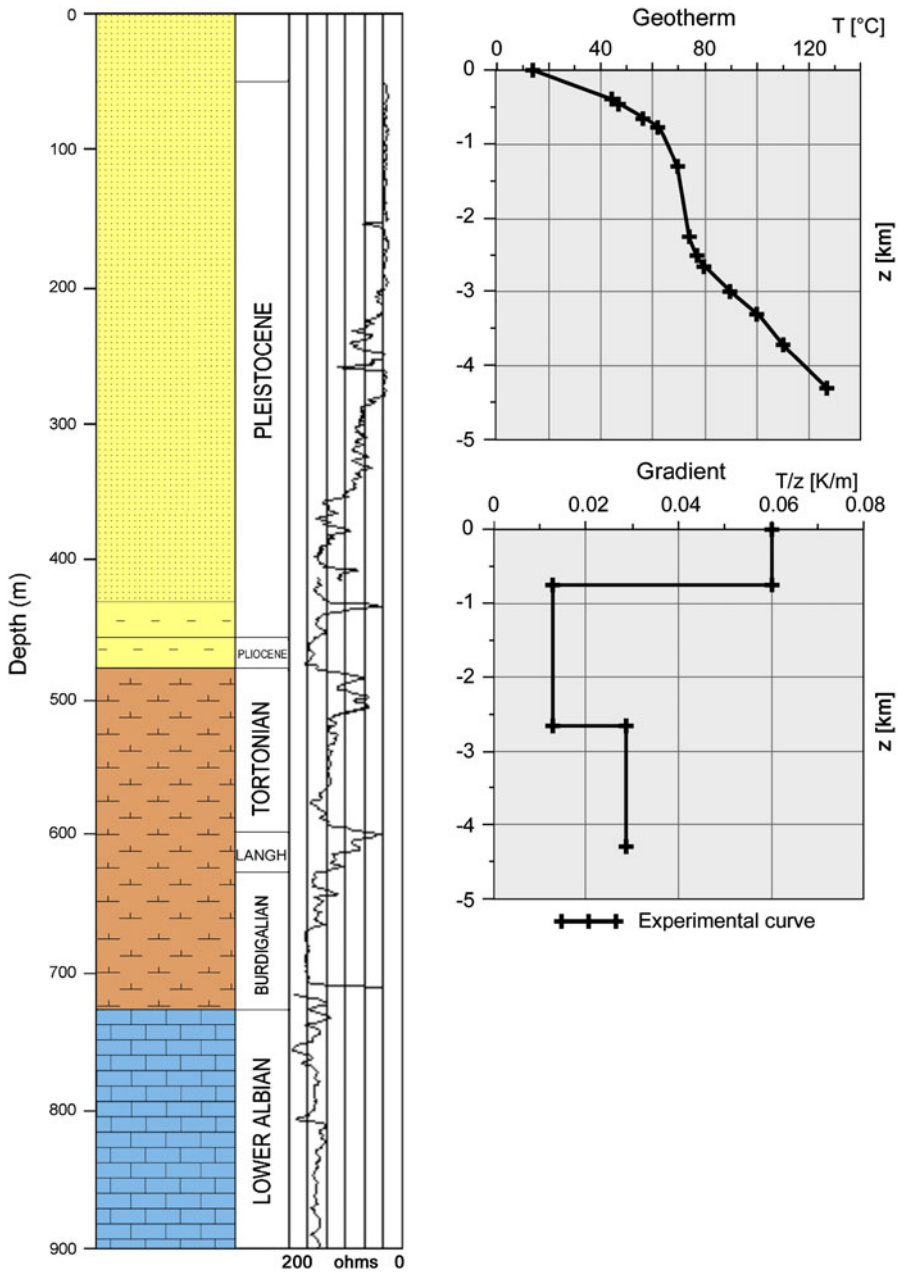 Depth (m)
0
100
200
300
400
500
600
700
800
900
PLEISTOCENE
PLIOCENE
TORTONIAN
LANGH
BURDIGALIAN
LOWER ALBIAN
200 ohms 0
Geotherm
T [°C]
0 40 80 120
0
-1
-2
-3
-4
-5
z [km]
Gradient
T/z [K/m]
0 0.02 0.04 0.06 0.08
0
-1
-2
-3
-4
-5
z [km]
Experimental curve